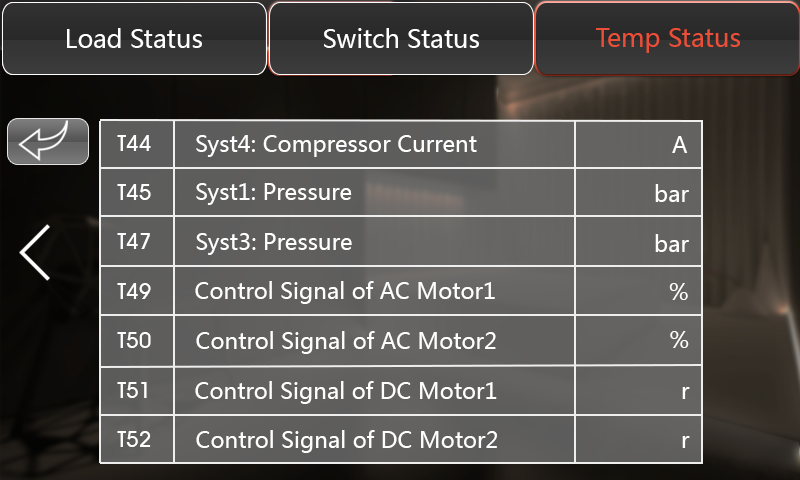 Load Status Switch Status Temp Status
T44 Syst4: Compressor Current A
T45 Syst1: Pressure bar
T47 Syst3: Pressure bar
T49 Control Signal of AC Motor1 %
T50 Control Signal of AC Motor2 %
T51 Control Signal of DC Motor1 r
T52 Control Signal of DC Motor2 r